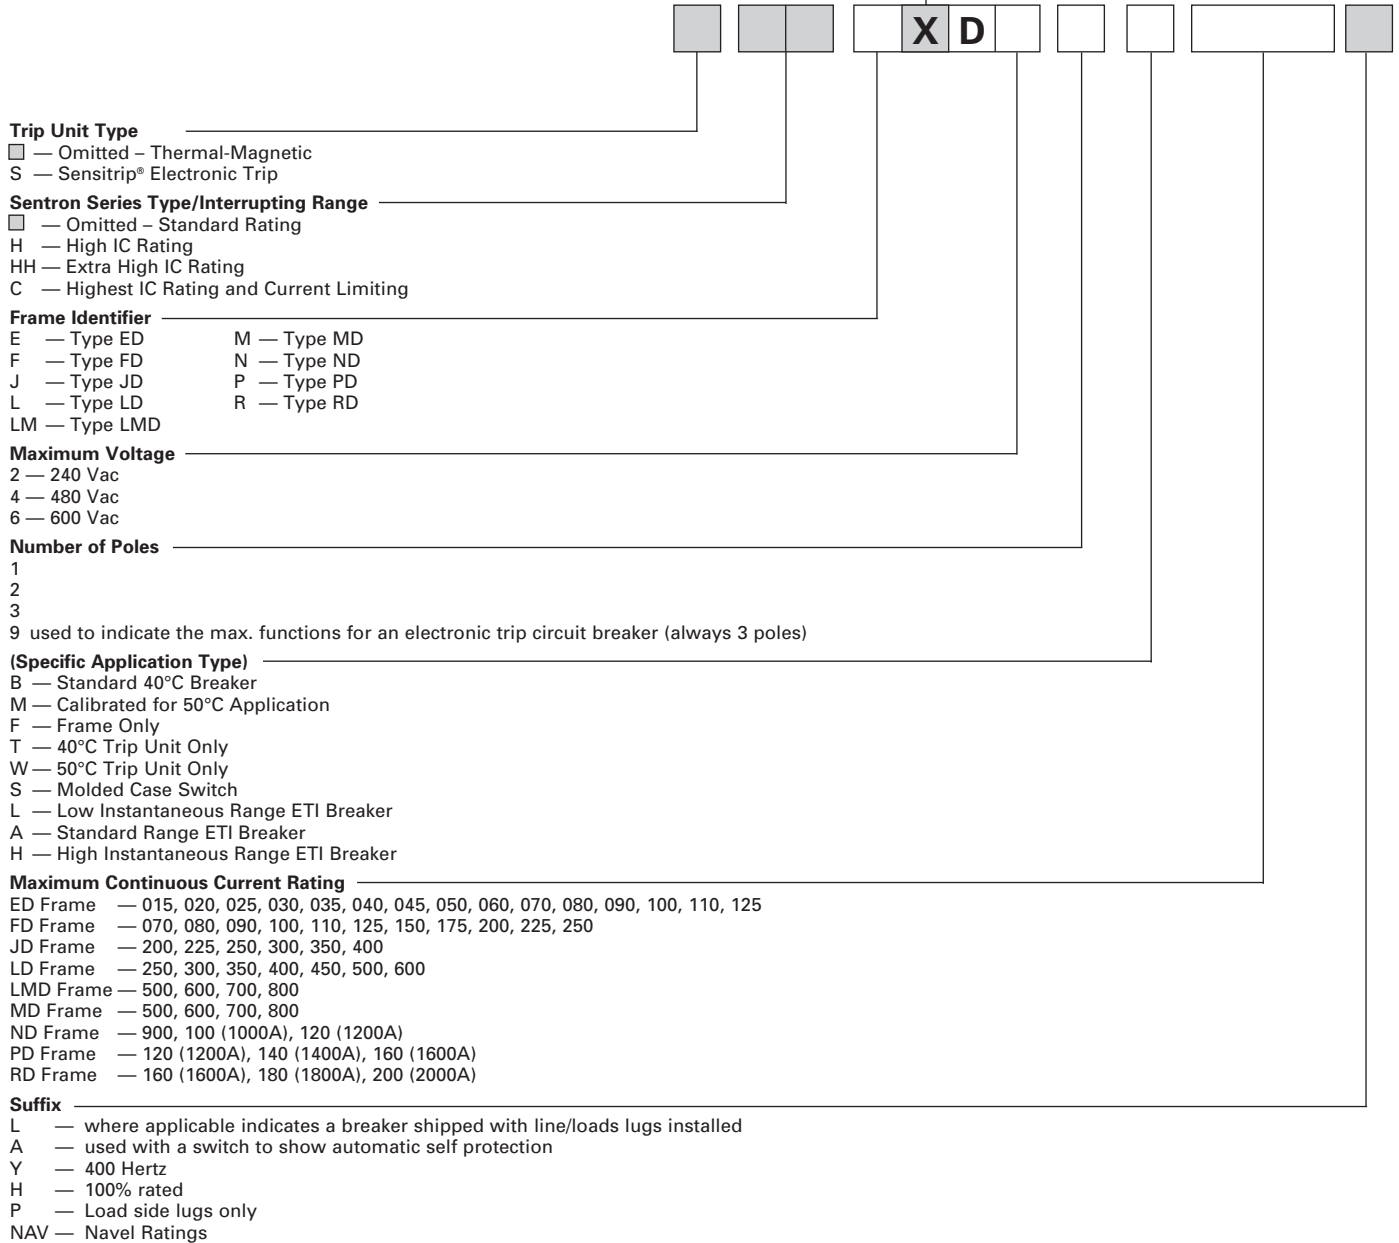 X D
Trip Unit Type
— Omitted – Thermal-Magnetic
S — Sensitrip® Electronic Trip
Sentron Series Type/Interrupting Range
— Omitted – Standard Rating
H — High IC Rating
HH — Extra High IC Rating
C — Highest IC Rating and Current Limiting
Frame Identifier
E — Type ED M — Type MD
F — Type FD N — Type ND
J — Type JD P — Type PD
L — Type LD R — Type RD
LM — Type LMD
Maximum Voltage
2 — 240 Vac
4 — 480 Vac
6 — 600 Vac
Number of Poles
1
2
3
9 used to indicate the max. functions for an electronic trip circuit breaker (always 3 poles)
(Specific Application Type)
B — Standard 40°C Breaker
M — Calibrated for 50°C Application
F — Frame Only
T — 40°C Trip Unit Only
W — 50°C Trip Unit Only
S — Molded Case Switch
L — Low Instantaneous Range ETI Breaker
A — Standard Range ETI Breaker
H — High Instantaneous Range ETI Breaker
Maximum Continuous Current Rating
ED Frame — 015, 020, 025, 030, 035, 040, 045, 050, 060, 070, 080, 090, 100, 110, 125
FD Frame — 070, 080, 090, 100, 110, 125, 150, 175, 200, 225, 250
JD Frame — 200, 225, 250, 300, 350, 400
LD Frame — 250, 300, 350, 400, 450, 500, 600
LMD Frame — 500, 600, 700, 800
MD Frame — 500, 600, 700, 800
ND Frame — 900, 100 (1000A), 120 (1200A)
PD Frame — 120 (1200A), 140 (1400A), 160 (1600A)
RD Frame — 160 (1600A), 180 (1800A), 200 (2000A)
Suffix
L — where applicable indicates a breaker shipped with line/loads lugs installed
A — used with a switch to show automatic self protection
Y — 400 Hertz
H — 100% rated
P — Load side lugs only
NAV — Navel Ratings